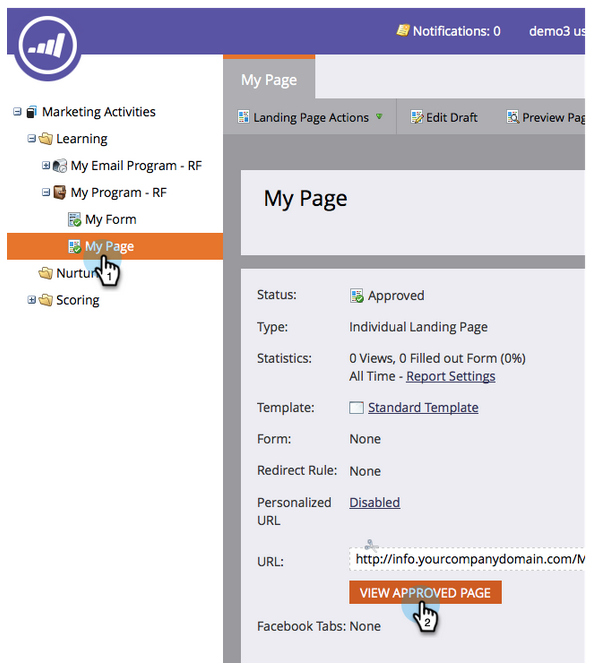 Notifications: 0 demo3 us
My Page
Landing Page Actions Edit Draft Preview Pag
Marketing Activities
Learning
My Email Program - RF
My Program - RF
My Form
My Page
1
Nurtur
Scoring
My Page
Status: Approved
Type: Individual Landing Page
Statistics: 0 Views, 0 Filled out Form (0%)
All Time - Report Settings
Template: Standard Template
Form: None
Redirect Rule: None
Personalized Disabled
URL
URL: http://info.yourcompanydomain.com/M
VIEW APPROVED PAGE
2
Facebook Tabs: None